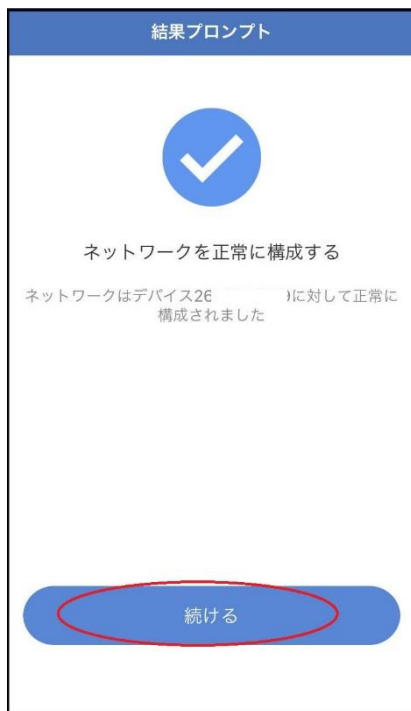 結果プロンプト
ネットワークを正常に構成する
ネットワークはデバイス26 に対して正常に
構成されました
続ける